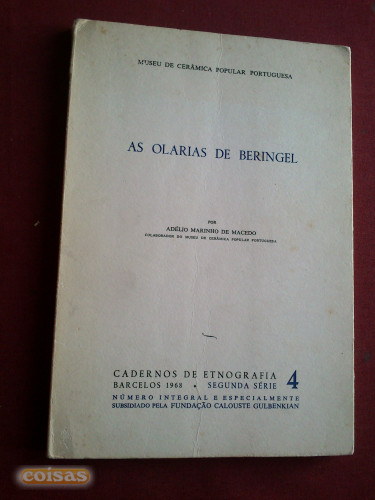 MUSEU DE CERÂMICA POPULAR PORTUGUESA
AS OLARIAS DE BERINGEL
POR
ADÉLIO MARINHO DE MACEDO
COLABORADOR DO MUSEU DE CERÂMICA POPULAR PORTUGUESA
CADERNOS DE ETNOGRAFIA
BARCELOS 1968 • SEGUNDA SÉRIE 4
NÚMERO INTEGRAL E ESPECIALMENTE
SUBSIDIADO PELA FUNDAÇÃO CALOUSTE GULBENKIAN
coisas